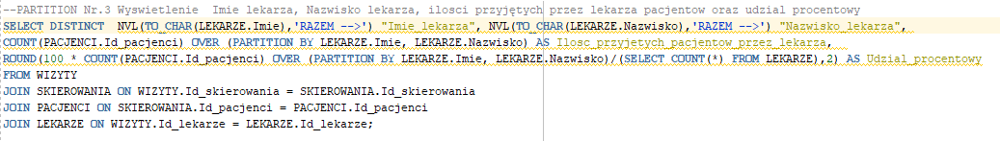 --PARTITION Nr.3 Wyswietlenie  Imie lekarza, Nazwisko lekarza, ilosci przyjętych przez lekarza pacjentow oraz udzial procentowy
SELECT DISTINCT  NVL(TO_CHAR(LEKARZE.Imie),'RAZEM -->') "Imie_lekarza", NVL(TO_CHAR(LEKARZE.Nazwisko),'RAZEM -->') "Nazwisko_lekarza",
COUNT(PACJENCI.Id_pacjenci) OVER (PARTITION BY LEKARZE.Imie, LEKARZE.Nazwisko) AS Ilosc_przyjetych_pacjentow_przez_lekarza,
ROUND(100 * COUNT(PACJENCI.Id_pacjenci) OVER (PARTITION BY LEKARZE.Imie, LEKARZE.Nazwisko)/(SELECT COUNT(*) FROM LEKARZE),2) AS Udzial_procentowy
FROM WIZYTY
JOIN SKIEROWANIA ON WIZYTY.Id_skierowania = SKIEROWANIA.Id_skierowania
JOIN PACJENCI ON SKIEROWANIA.Id_pacjenci = PACJENCI.Id_pacjenci
JOIN LEKARZE ON WIZYTY.Id_lekarze = LEKARZE.Id_lekarze;